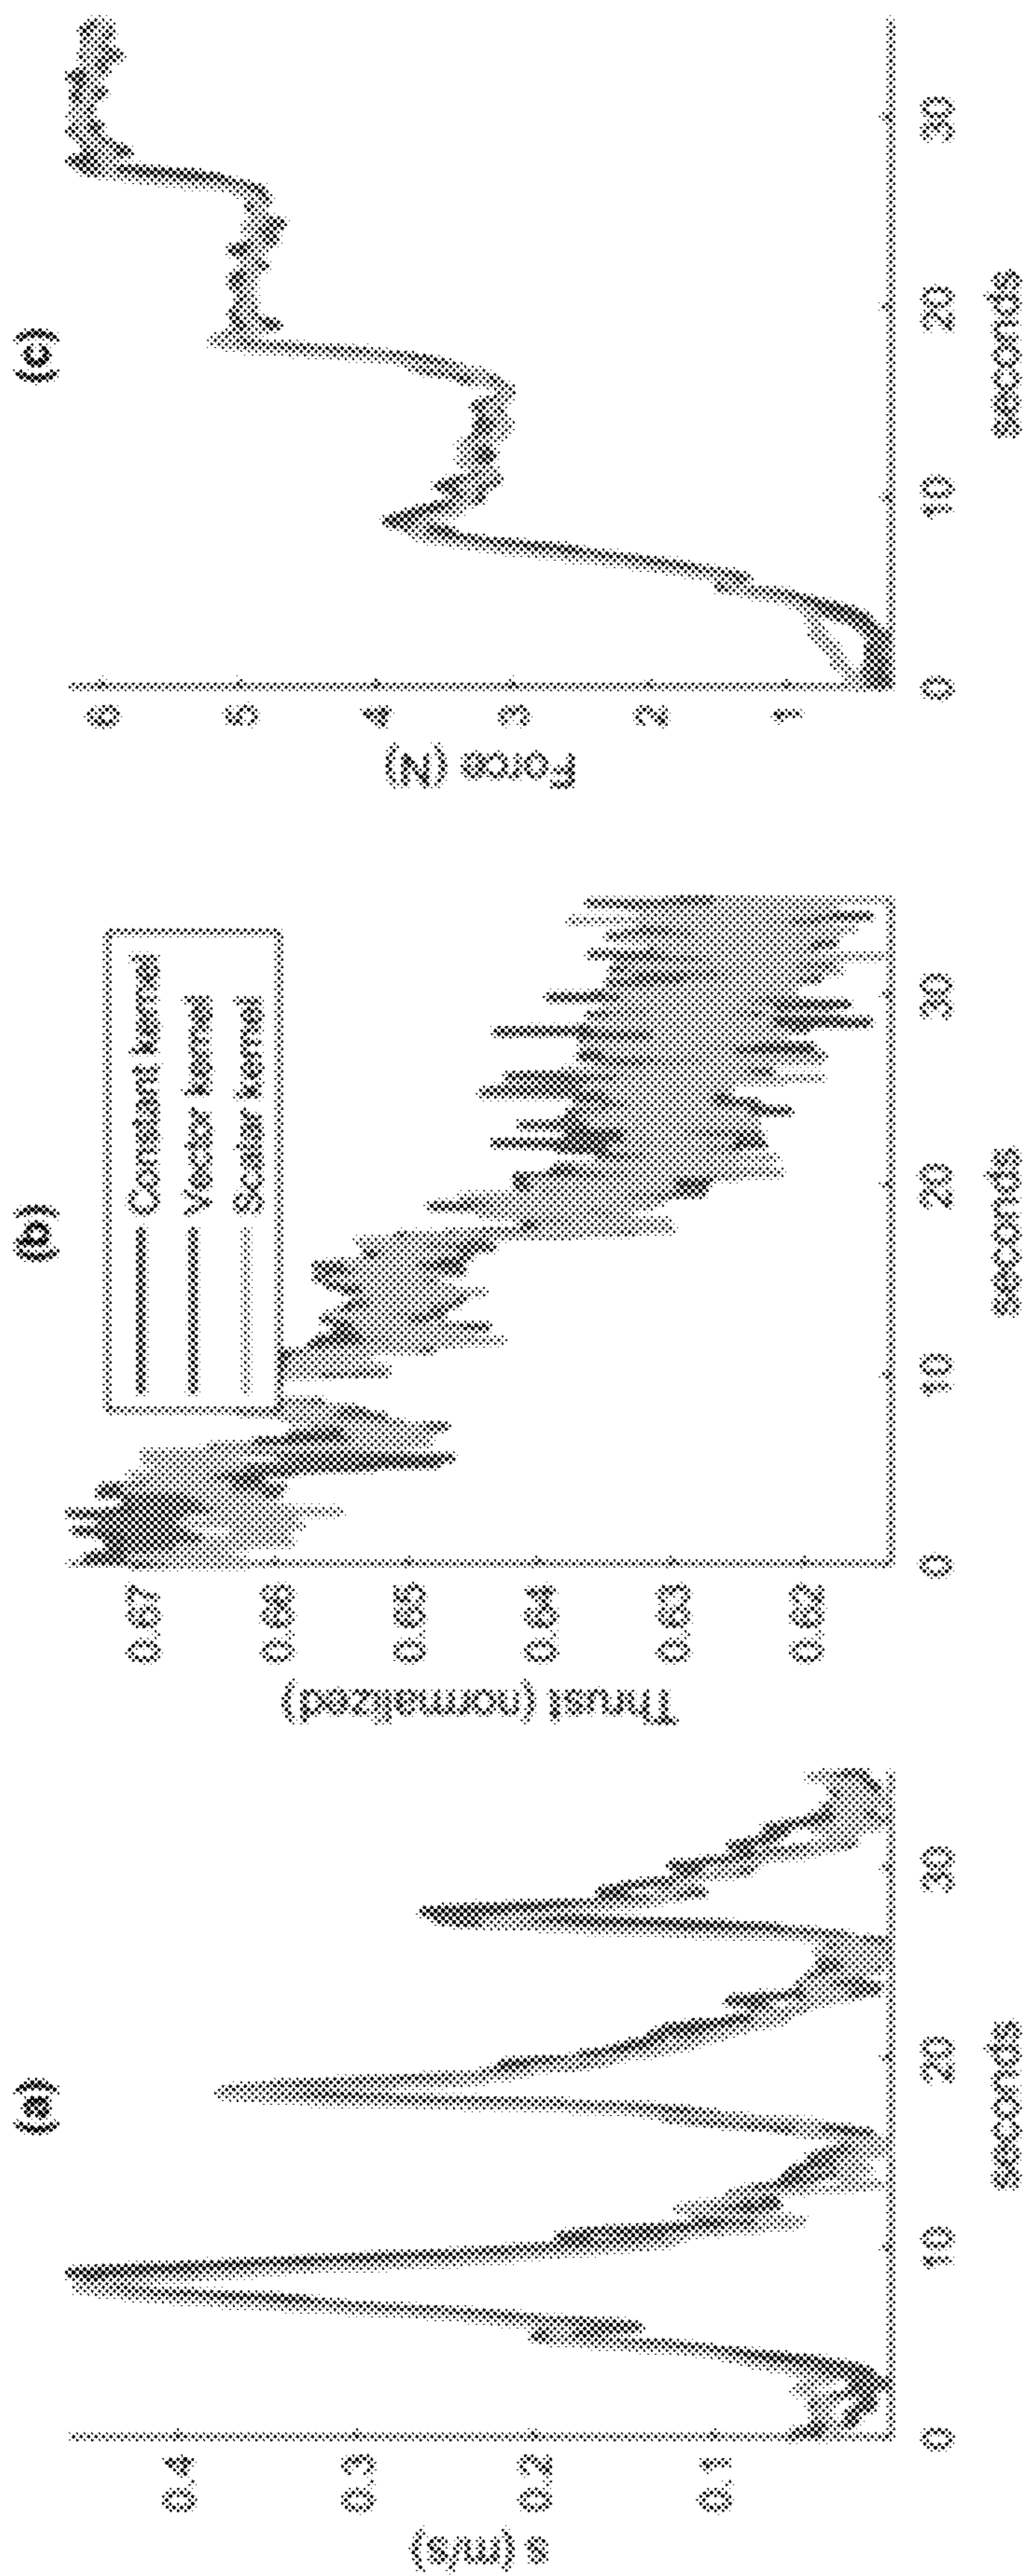 (a)
s (m/s)
0.4
0.3
0.2
0.1
0
10
20
30
seconds
(b)
Thrust (normalized)
0.67
0.66
0.65
0.64
0.63
0.62
Constant kernel
Vector kernel
Scalar kernel
0
10
20
30
seconds
(c)
Force (N)
6
5
4
3
2
1
0
10
20
30
seconds